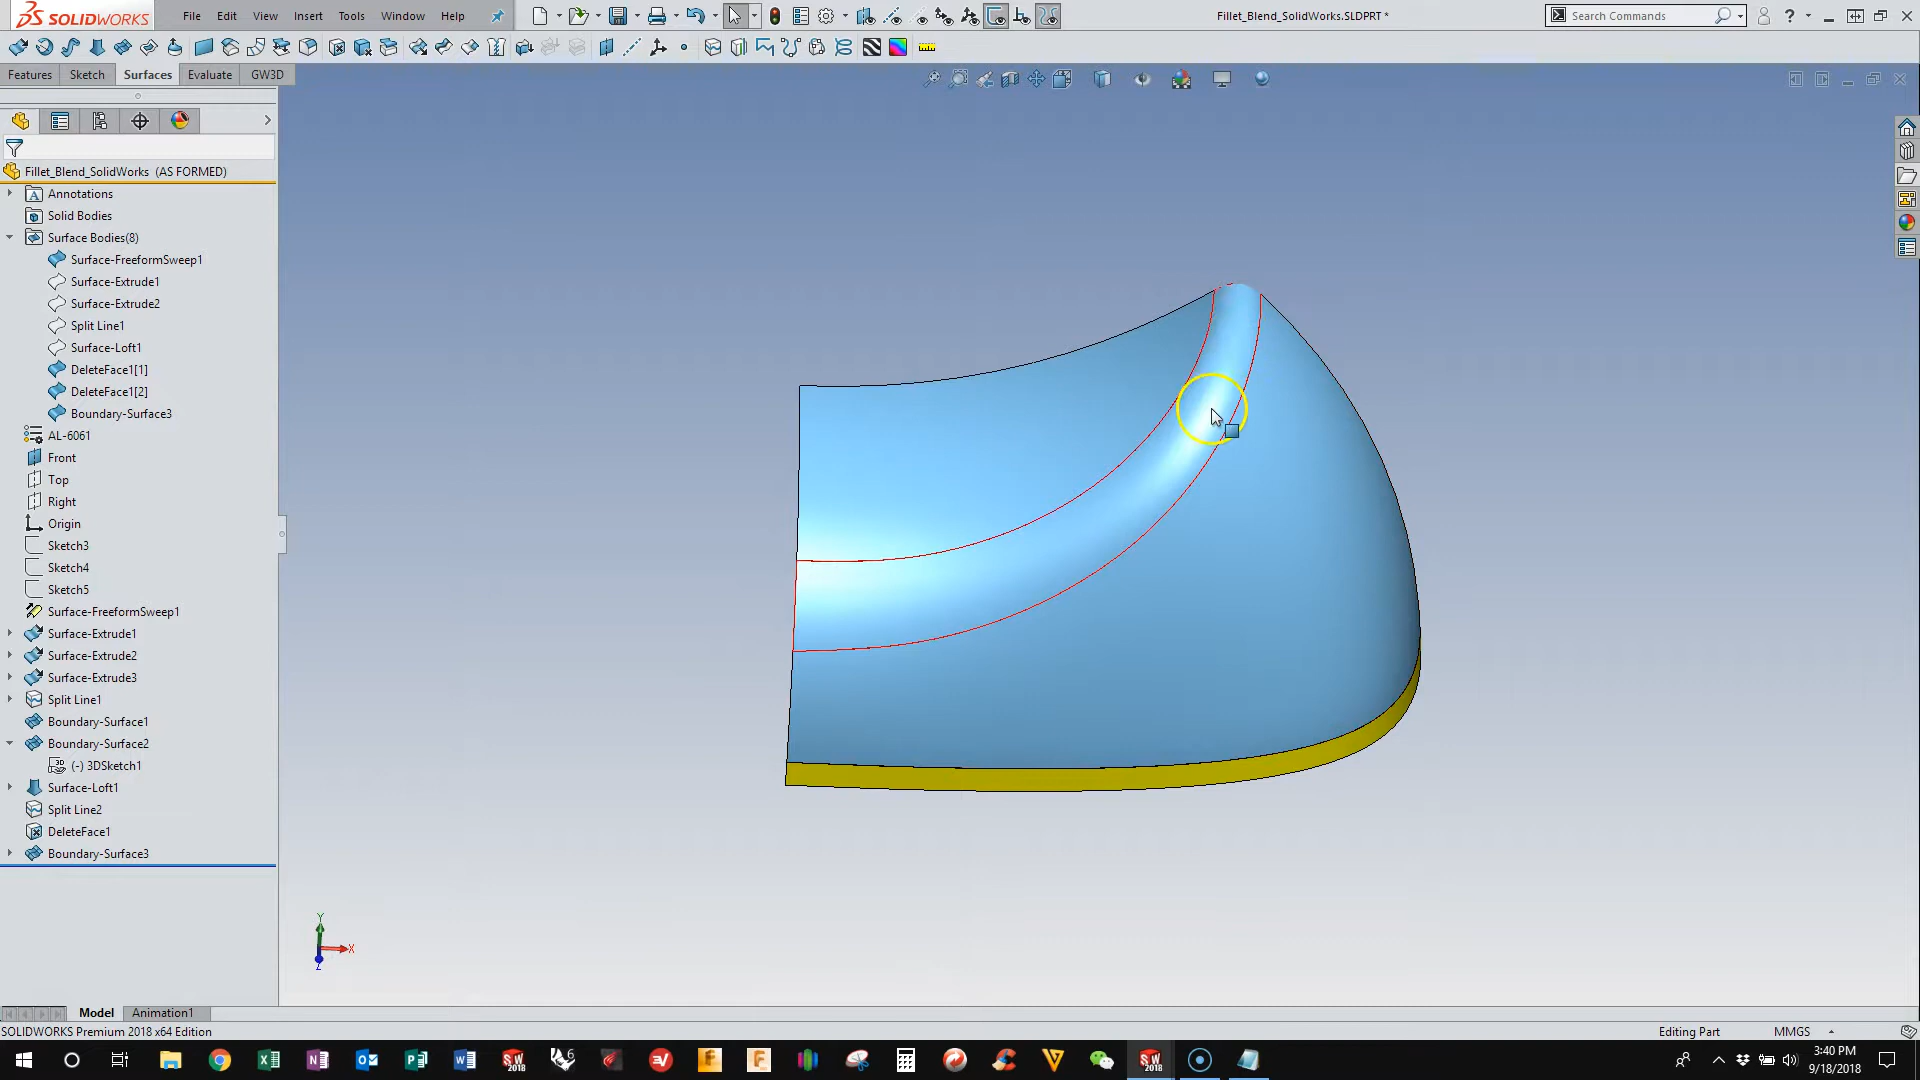 SOLIDWORKS File Edit View Insert Tools Window Help Fillet_Blend_SolidWorks.SLDPRT * Search Commands ?
Features Sketch Surfaces Evaluate GW3D
Fillet_Blend_SolidWorks (AS FORMED)
Annotations
Solid Bodies
Surface Bodies(8)
Surface-FreeformSweep1
Surface-Extrude1
Surface-Extrude2
Split Line1
Surface-Loft1
DeleteFace1[1]
DeleteFace1[2]
Boundary-Surface3
AL-6061
Front
Top
Right
Origin
Sketch3
Sketch4
Sketch5
Surface-FreeformSweep1
Surface-Extrude1
Surface-Extrude2
Surface-Extrude3
Split Line1
Boundary-Surface1
Boundary-Surface2
(-) 3DSketch1
Surface-Loft1
Split Line2
DeleteFace1
Boundary-Surface3
Y
X
Z
Model Animation1
SOLIDWORKS Premium 2018 x64 Edition Editing Part MMGS
3:40 PM
9/18/2018